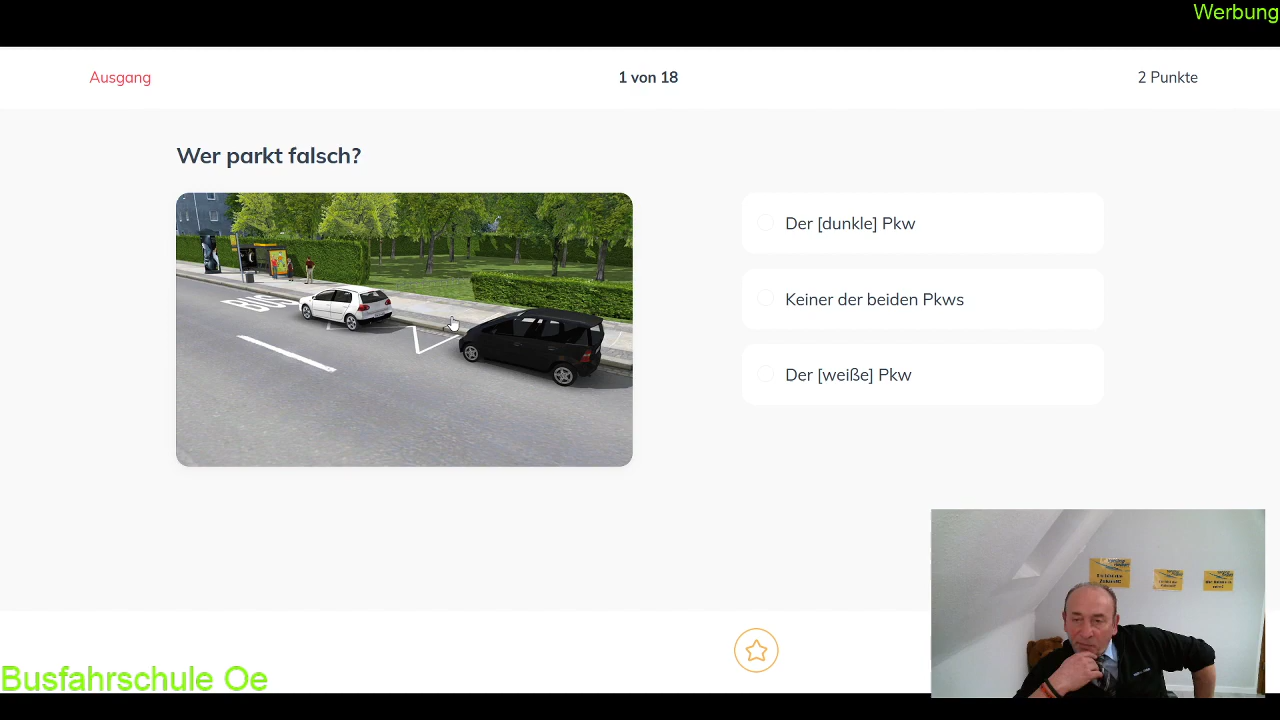 Werbung
Ausgang
1 von 18
2 Punkte
Wer parkt falsch?
BUS
Der [dunkle] Pkw
Keiner der beiden Pkws
Der [weiße] Pkw
Busfahrschule Oe